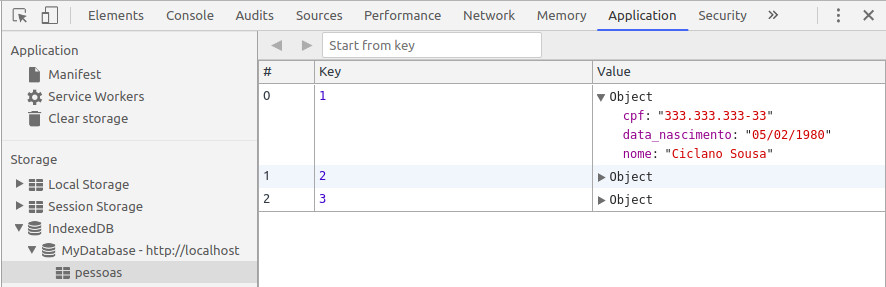 Elements Console Audits Sources Performance Network Memory Application Security »
Application
Manifest
Service Workers
Clear storage
Storage
Local Storage
Session Storage
IndexedDB
MyDatabase - http://localhost
pessoas
Start from key
# Key Value
0 1 Object
cpf: "333.333.333-33"
data_nascimento: "05/02/1980"
nome: "Ciclano Sousa"
1 2 Object
2 3 Object